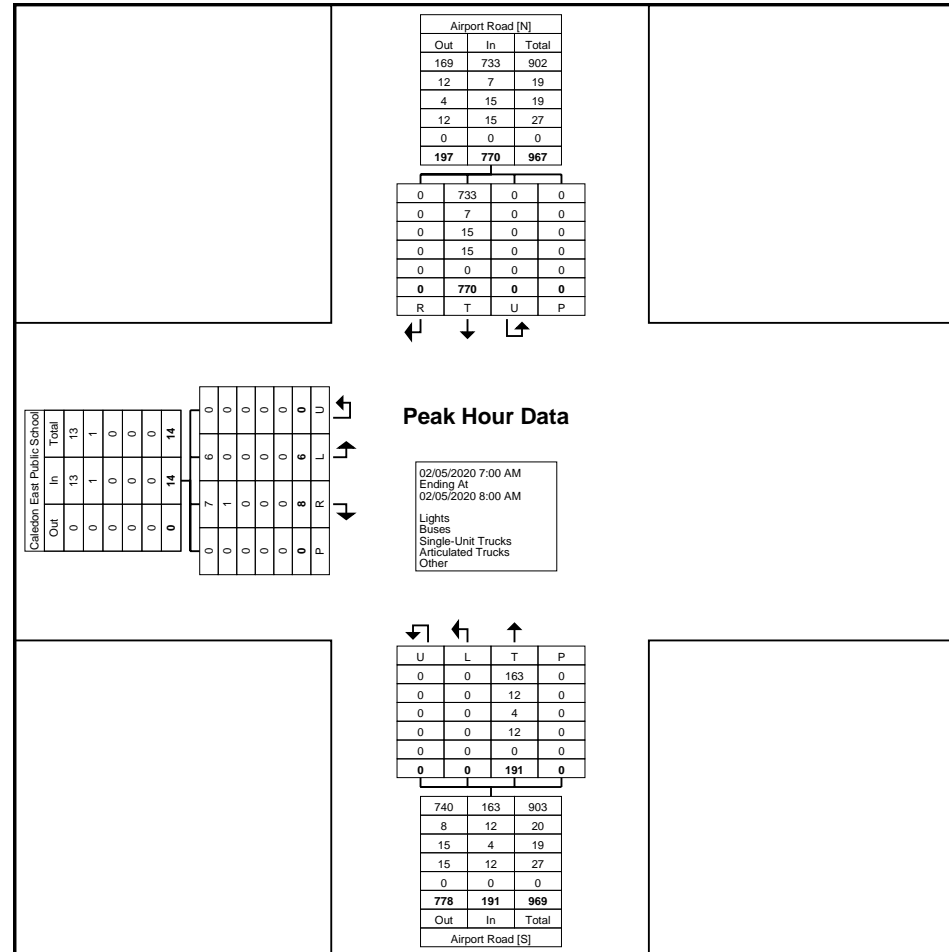 Airport Road [N]
Out In Total
169 733 902
12 7 19
4 15 19
12 15 27
0 0 0
197 770 967
0 733 0 0
0 7 0 0
0 15 0 0
0 15 0 0
0 0 0 0
0 770 0 0
R T U P
Caledon East Public School
Out In Total
0 13 13
0 1 1
0 0 0
0 0 0
0 0 0
0 14 14
0 6 7 0
0 0 1 0
0 0 0 0
0 0 0 0
0 0 0 0
0 6 8 0
U L R P
Peak Hour Data
02/05/2020 7:00 AM
Ending At
02/05/2020 8:00 AM
Lights
Buses
Single-Unit Trucks
Articulated Trucks
Other
U L T P
0 0 163 0
0 0 12 0
0 0 4 0
0 0 12 0
0 0 0 0
0 0 191 0
740 163 903
8 12 20
15 4 19
15 12 27
0 0 0
778 191 969
Out In Total
Airport Road [S]